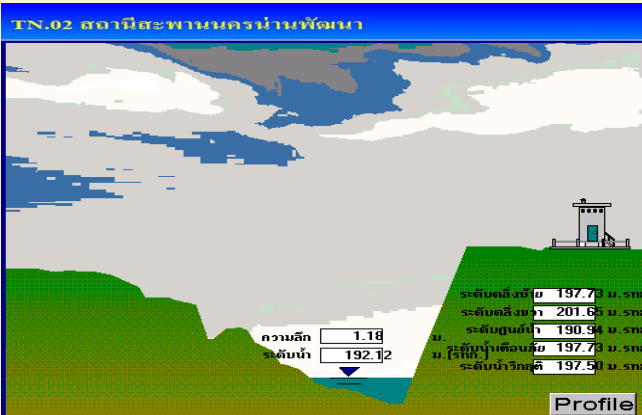 TN.02 สถานีสะพานนครน่านพัฒนา
ระดับตลิ่งซ้าย 197.73 ม.รทก
ระดับตลิ่งขวา 201.65 ม.รทก
ระดับศูนย์น้ำ 190.94 ม.รทก
ระดับน้ำเตือนภัย 197.73 ม.รทก
ระดับน้ำวิกฤติ 197.50 ม.รทก
ความลึก 1.18 ม.
ระดับน้ำ 192.12 ม.(รทก.)
Profile